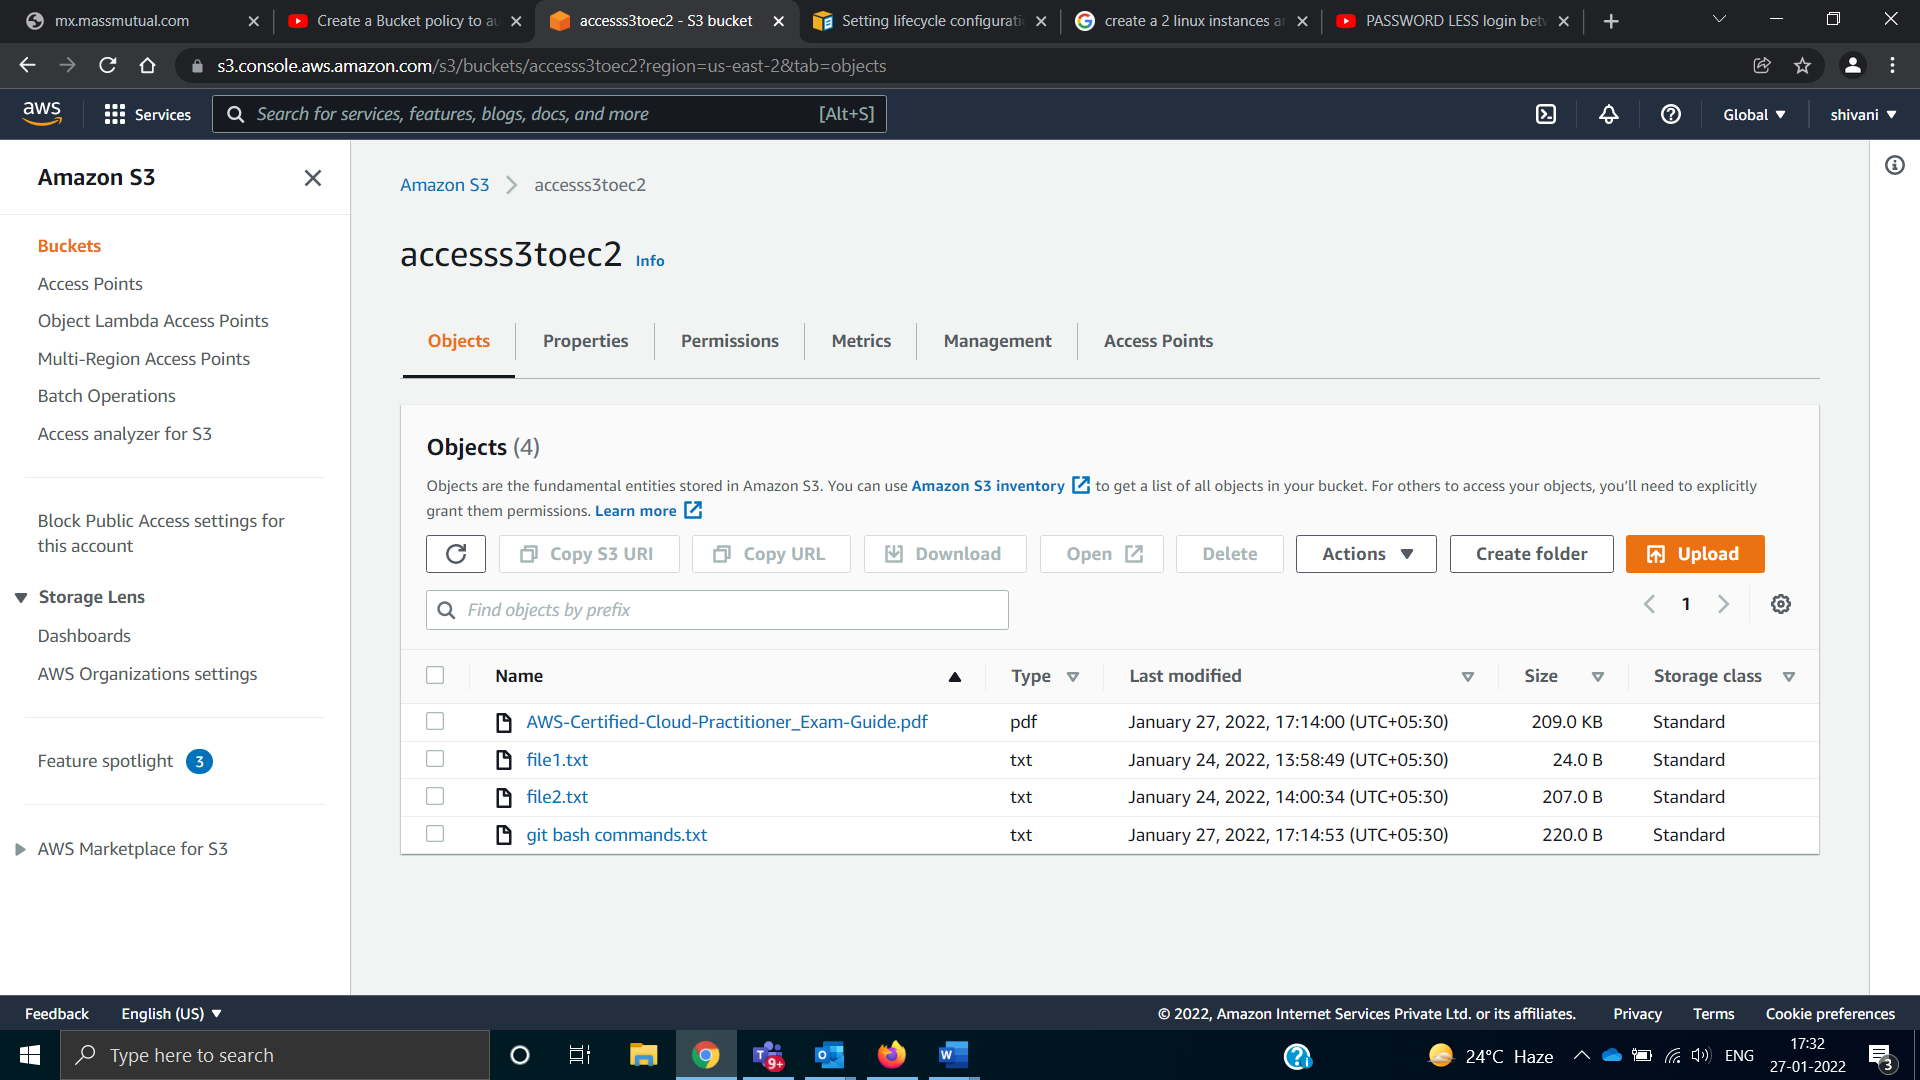 mx.massmutual.com
Create a Bucket policy to au
accesss3toec2 - S3 bucket
Setting lifecycle configuratio
create a 2 linux instances an
PASSWORD LESS login betw
s3.console.aws.amazon.com/s3/buckets/accesss3toec2?region=us-east-2&tab=objects
aws
Services
Search for services, features, blogs, docs, and more
[Alt+S]
Global
shivani
Amazon S3
Buckets
Access Points
Object Lambda Access Points
Multi-Region Access Points
Batch Operations
Access analyzer for S3
Block Public Access settings for
this account
Storage Lens
Dashboards
AWS Organizations settings
Feature spotlight 3
AWS Marketplace for S3
Amazon S3 > accesss3toec2
accesss3toec2 Info
Objects
Properties
Permissions
Metrics
Management
Access Points
Objects (4)
Objects are the fundamental entities stored in Amazon S3. You can use Amazon S3 inventory to get a list of all objects in your bucket. For others to access your objects, you'll need to explicitly
grant them permissions. Learn more
Copy S3 URI
Copy URL
Download
Open
Delete
Actions
Create folder
Upload
Find objects by prefix
1
Name Type Last modified Size Storage class
AWS-Certified-Cloud-Practitioner_Exam-Guide.pdf pdf January 27, 2022, 17:14:00 (UTC+05:30) 209.0 KB Standard
file1.txt txt January 24, 2022, 13:58:49 (UTC+05:30) 24.0 B Standard
file2.txt txt January 24, 2022, 14:00:34 (UTC+05:30) 207.0 B Standard
git bash commands.txt txt January 27, 2022, 17:14:53 (UTC+05:30) 220.0 B Standard
Feedback English (US)
© 2022, Amazon Internet Services Private Ltd. or its affiliates. Privacy Terms Cookie preferences
Type here to search
9+
24°C Haze
ENG
17:32
27-01-2022
3